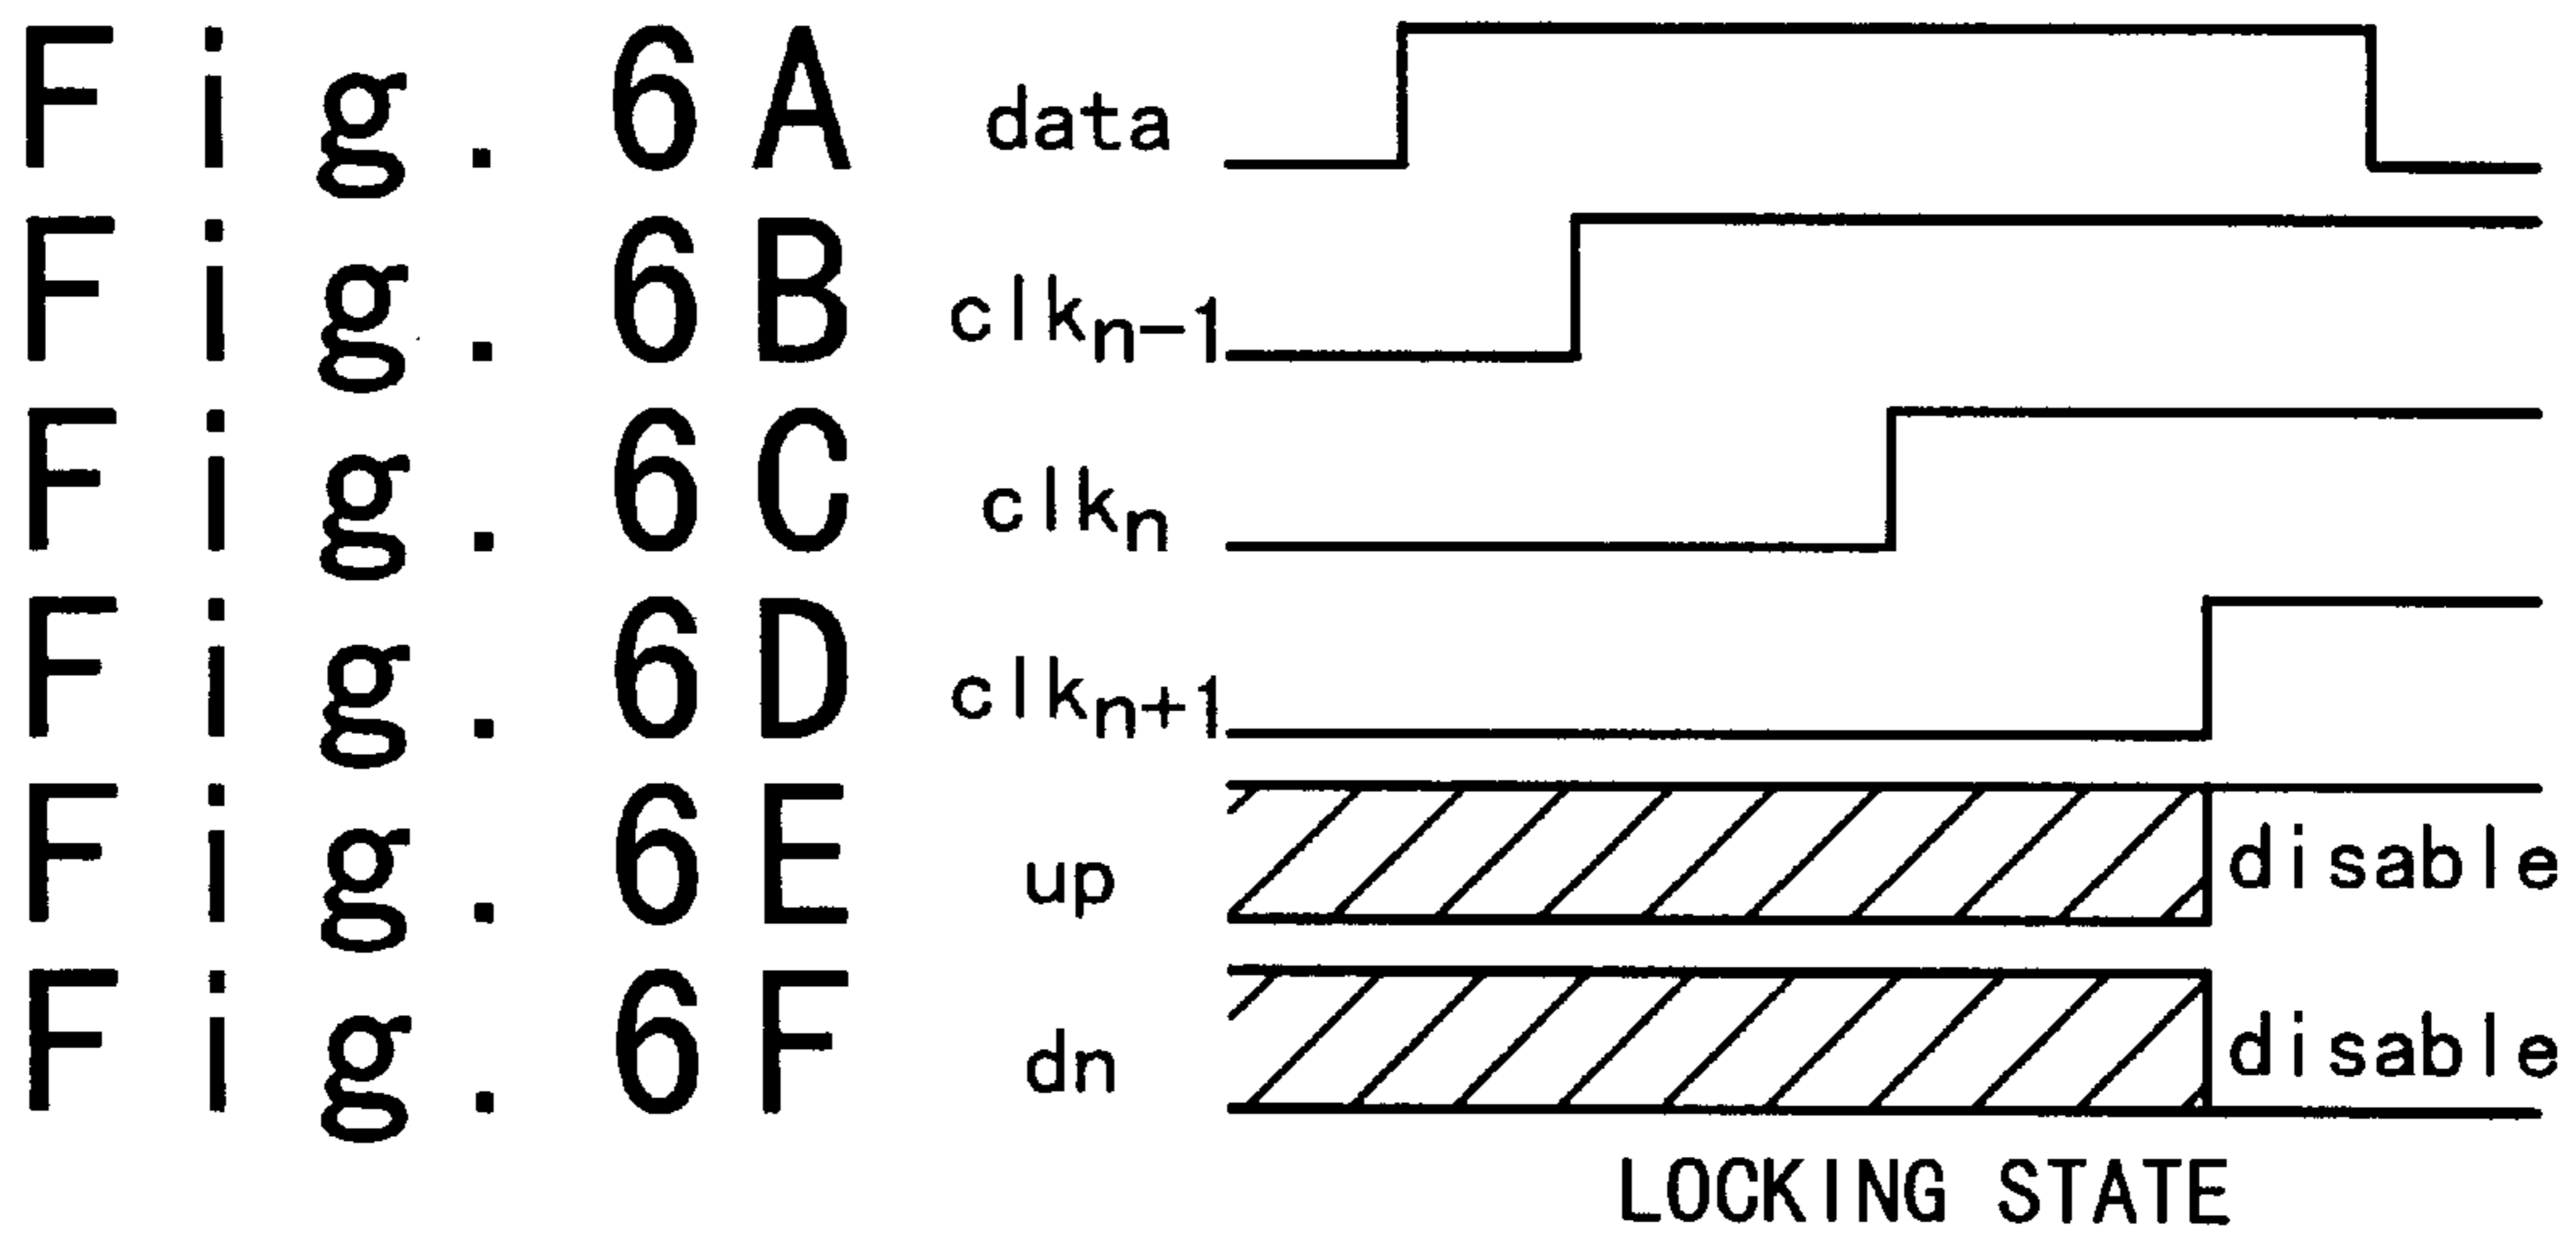 Fig. 6A data
Fig. 6B clkn-1
Fig. 6C clkn
Fig. 6D clkn+1
Fig. 6E up disable
Fig. 6F dn disable
LOCKING STATE